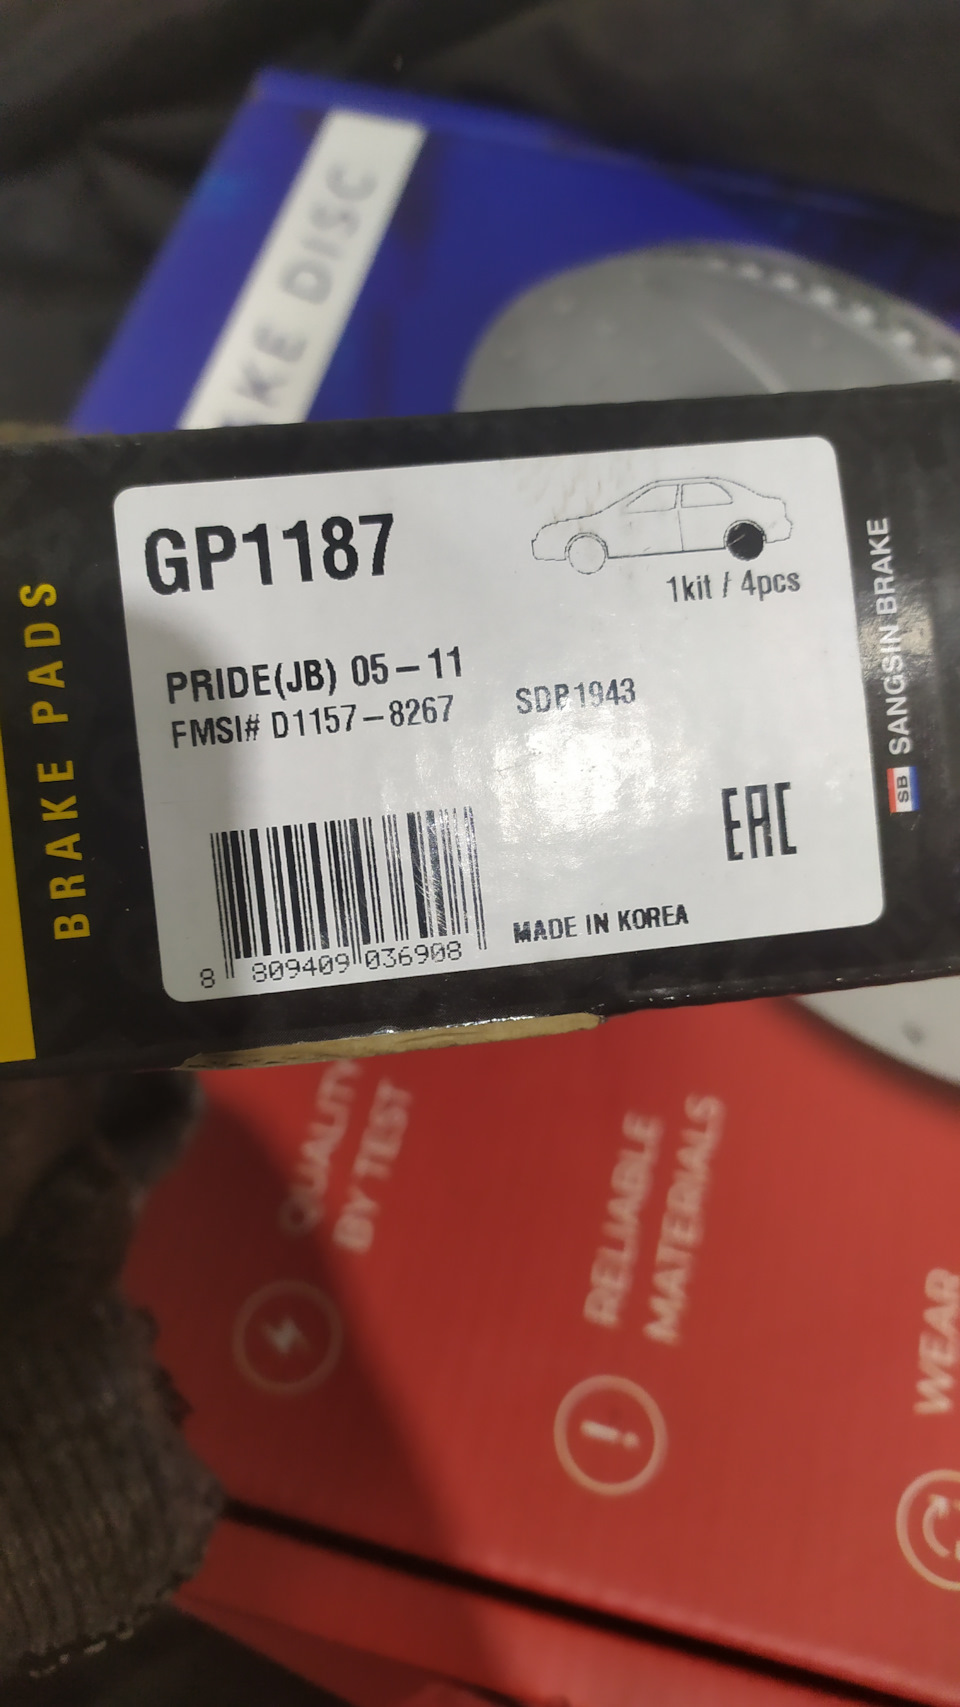 KE DISC
BRAKE PADS
GP1187
1kit / 4pcs
PRIDE(JB) 05-11
FMSI# D1157-8267
SDB1943
EAC
MADE IN KOREA
8 809409 036908
SB SANGSIN BRAKE
QUALITY
BY TEST
RELIABLE
MATERIALS
WEAR